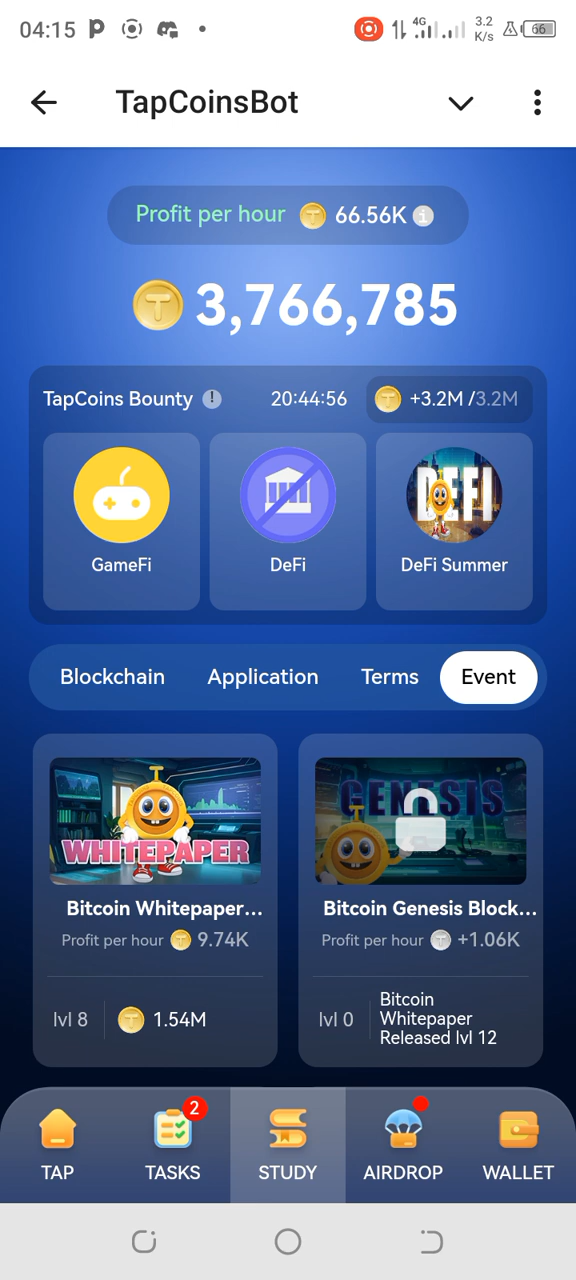 04:15
4G
3.2
K/s
66
TapCoinsBot
Profit per hour 66.56K
3,766,785
TapCoins Bounty ! 20:44:56 +3.2M /3.2M
GameFi DeFi DeFi Summer
DEFI
Blockchain Application Terms Event
WHITEPAPER GENESIS
Bitcoin Whitepaper... Bitcoin Genesis Block...
Profit per hour 9.74K Profit per hour +1.06K
lvl 8 1.54M lvl 0 Bitcoin
Whitepaper
Released lvl 12
2
TAP TASKS STUDY AIRDROP WALLET